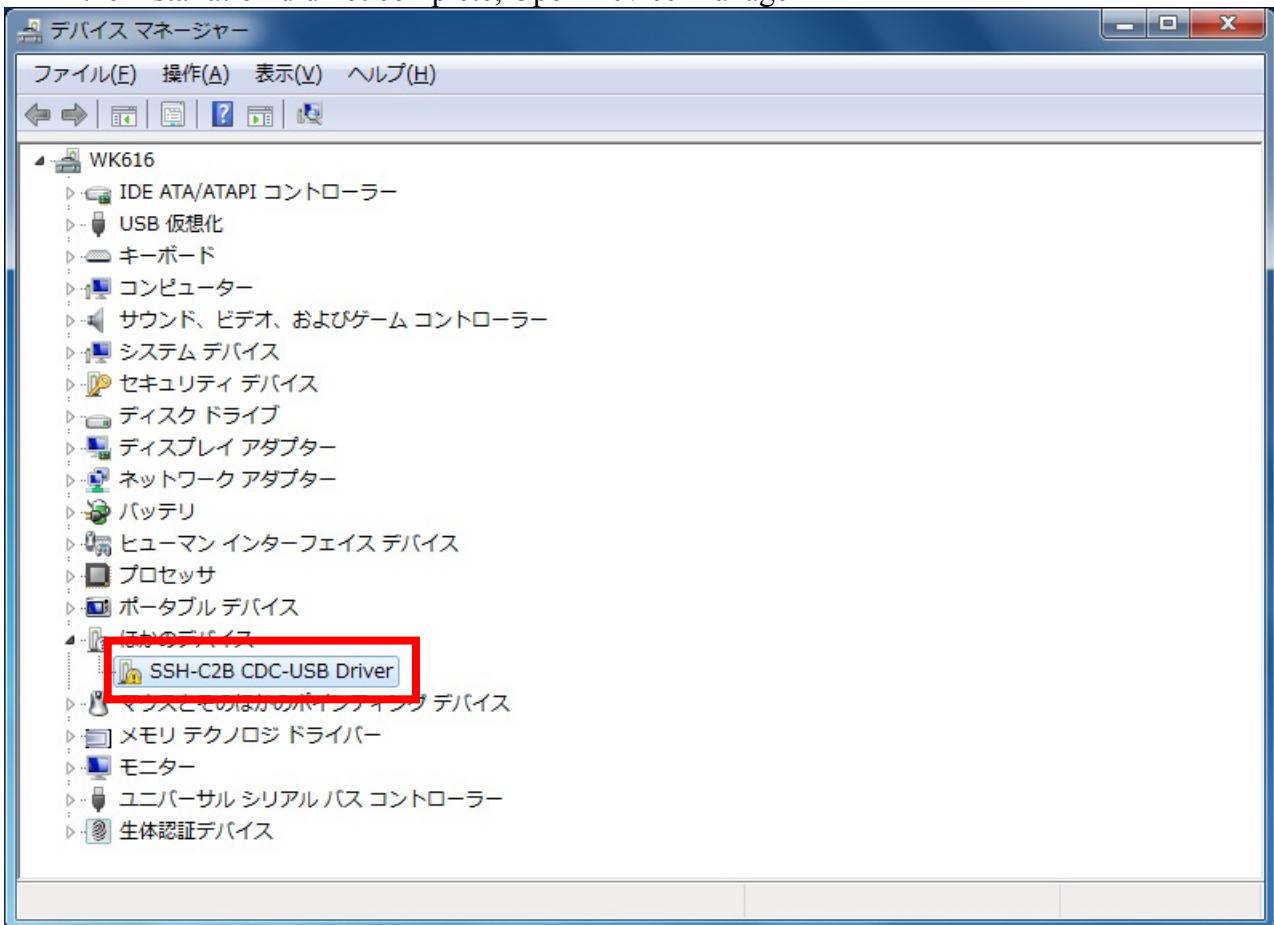 the installation did not complete, Open Device Manager
デバイス マネージャー
ファイル(F) 操作(A) 表示(V) ヘルプ(H)
WK616
IDE ATA/ATAPI コントローラー
USB 仮想化
キーボード
コンピューター
サウンド、ビデオ、およびゲーム コントローラー
システム デバイス
セキュリティ デバイス
ディスク ドライブ
ディスプレイ アダプター
ネットワーク アダプター
バッテリ
ヒューマン インターフェイス デバイス
プロセッサ
ポータブル デバイス
ほかのデバイス
SSH-C2B CDC-USB Driver
マウスとそのほかのポインティング デバイス
メモリ テクノロジ ドライバー
モニター
ユニバーサル シリアル バス コントローラー
生体認証デバイス